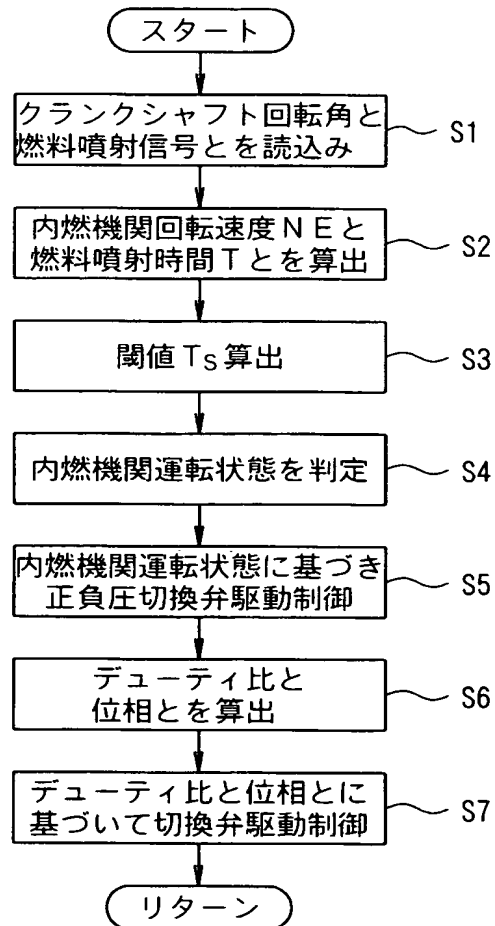 スタート
クランクシャフト回転角と
燃料噴射信号とを読込み
S1
内燃機関回転速度NEと
燃料噴射時間Tとを算出
S2
閾値TS算出
S3
内燃機関運転状態を判定
S4
内燃機関運転状態に基づき
正負圧切換弁駆動制御
S5
デューティ比と
位相とを算出
S6
デューティ比と位相とに
基づいて切換弁駆動制御
S7
リターン